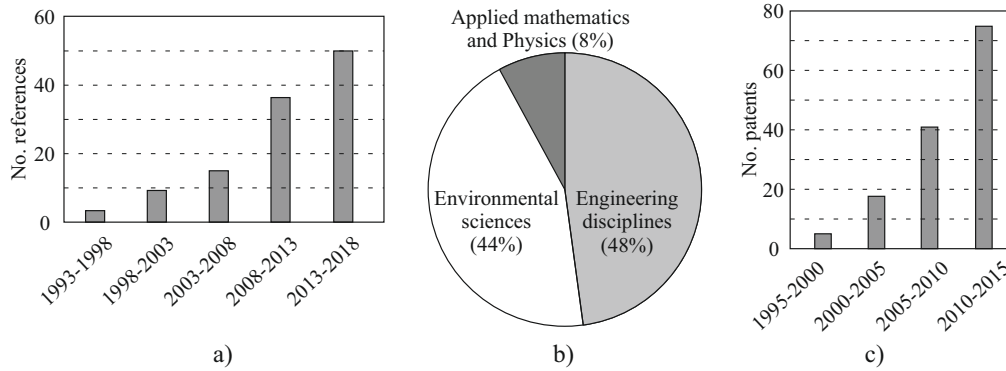 60
40
20
0
No. references
1993-1998
1998-2003
2003-2008
2008-2013
2013-2018
a)
Applied mathematics
and Physics (8%)
Environmental
sciences
(44%)
Engineering
disciplines
(48%)
b)
80
60
40
20
0
No. patents
1995-2000
2000-2005
2005-2010
2010-2015
c)